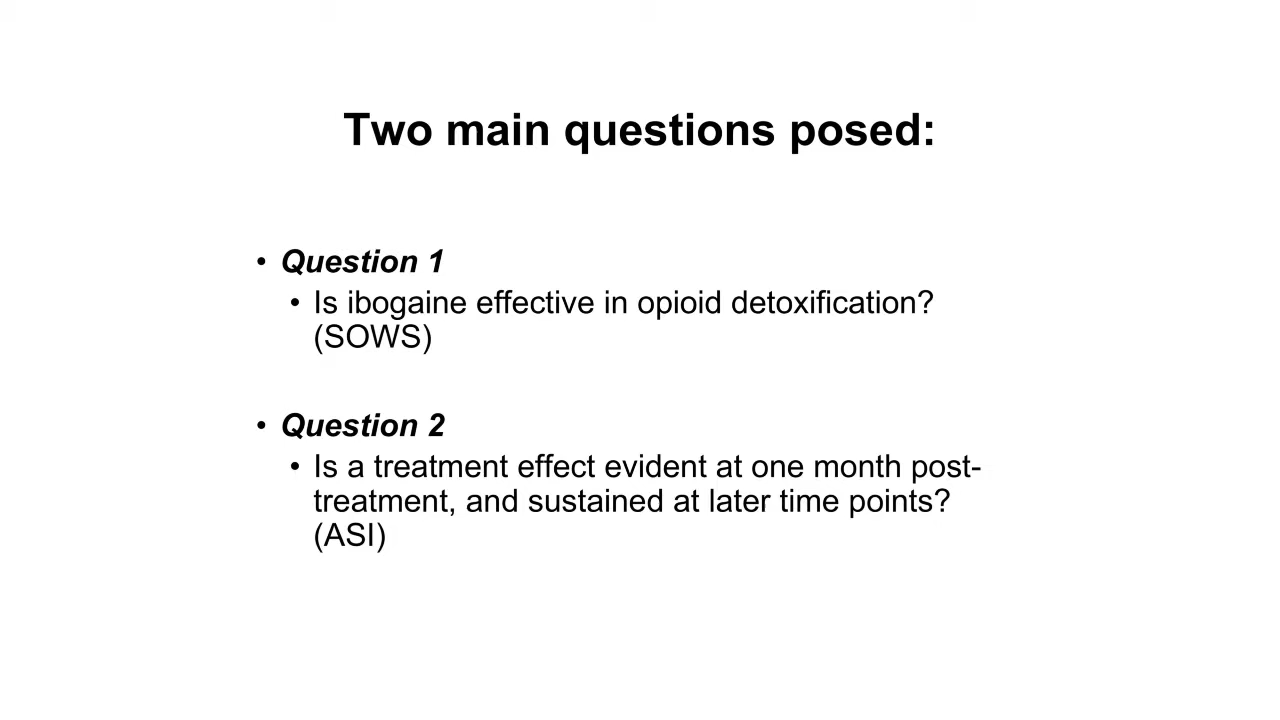 Two main questions posed:
• Question 1
• Is ibogaine effective in opioid detoxification?
(SOWS)
• Question 2
• Is a treatment effect evident at one month post-
treatment, and sustained at later time points?
(ASI)